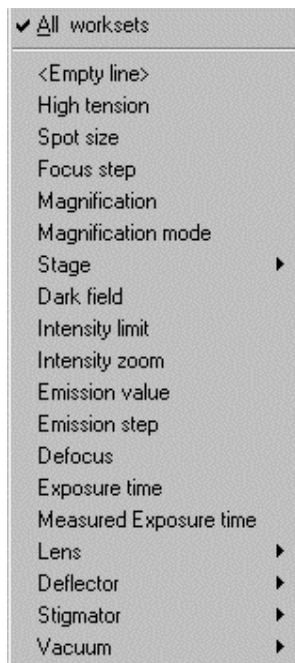 All worksets
<Empty line>
High tension
Spot size
Focus step
Magnification
Magnification mode
Stage
Dark field
Intensity limit
Intensity zoom
Emission value
Emission step
Defocus
Exposure time
Measured Exposure time
Lens
Deflector
Stigmator
Vacuum